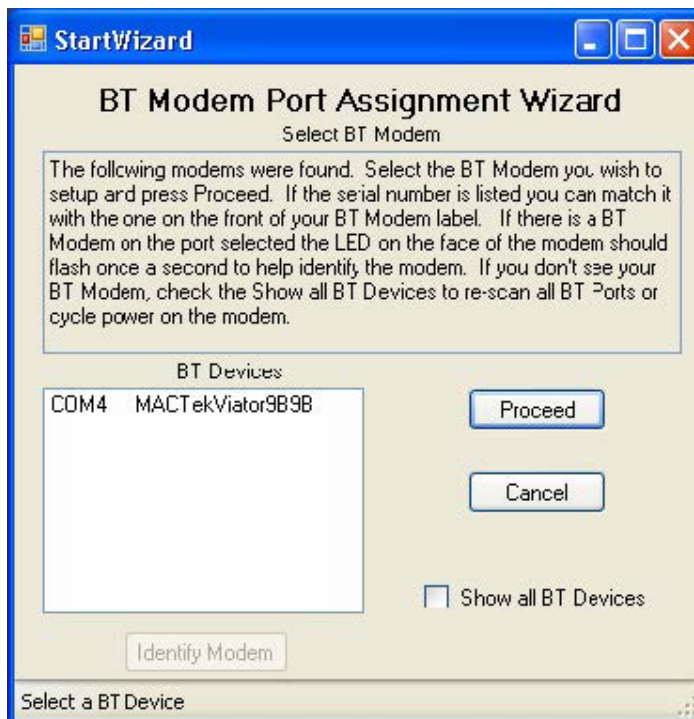 StartWizard
BT Modem Port Assignment Wizard
Select BT Modem
The following modems were found. Select the BT Modem you wish to
setup and press Proceed. If the serial number is listed you can match it
with the one on the front of your BT Modem label. If there is a BT
Modem on the port selected the LED on the face of the modem should
flash once a second to help identify the modem. If you don't see your
BT Modem, check the Show all BT Devices to re-scan all BT Ports or
cycle power on the modem.
BT Devices
COM4 MACTekViator9B9B
Proceed
Cancel
Show all BT Devices
Identify Modem
Select a BT Device